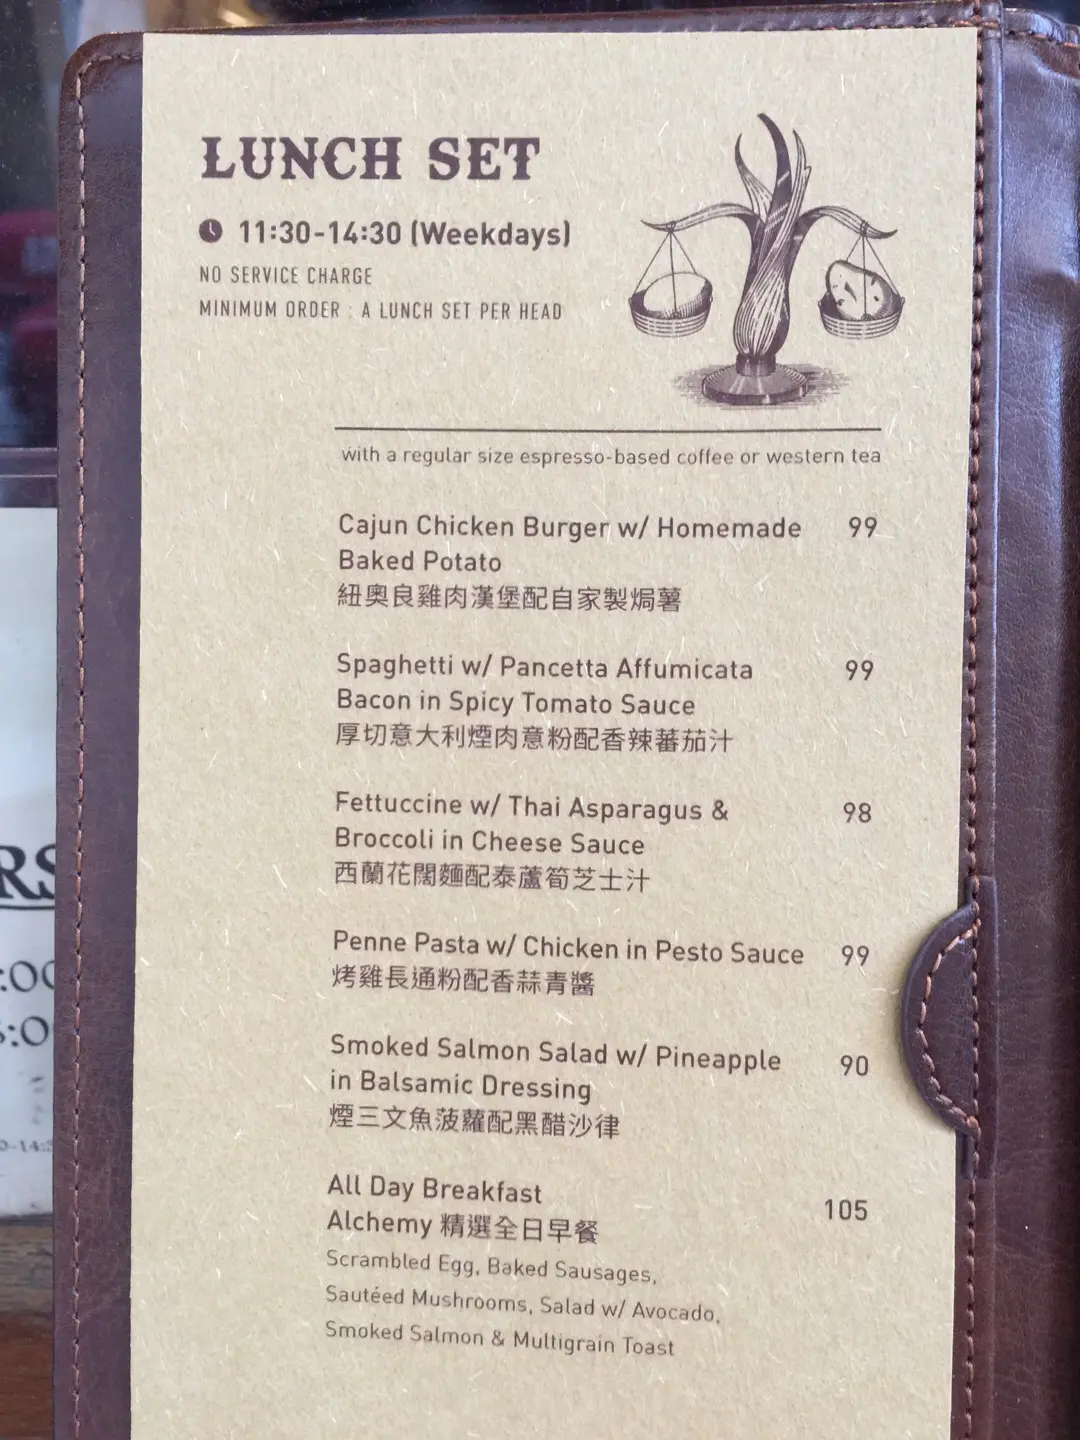 LUNCH SET
11:30-14:30 (Weekdays)
NO SERVICE CHARGE
MINIMUM ORDER : A LUNCH SET PER HEAD
with a regular size espresso-based coffee or western tea
Cajun Chicken Burger w/ Homemade 99
Baked Potato
紐奧良雞肉漢堡配自家製焗薯
Spaghetti w/ Pancetta Affumicata 99
Bacon in Spicy Tomato Sauce
厚切意大利煙肉意粉配香辣蕃茄汁
Fettuccine w/ Thai Asparagus & 98
Broccoli in Cheese Sauce
西蘭花闊麵配泰蘆筍芝士汁
Penne Pasta w/ Chicken in Pesto Sauce 99
烤雞長通粉配香蒜青醬
Smoked Salmon Salad w/ Pineapple 90
in Balsamic Dressing
煙三文魚菠蘿配黑醋沙律
All Day Breakfast 105
Alchemy 精選全日早餐
Scrambled Egg, Baked Sausages,
Sautéed Mushrooms, Salad w/ Avocado,
Smoked Salmon & Multigrain Toast